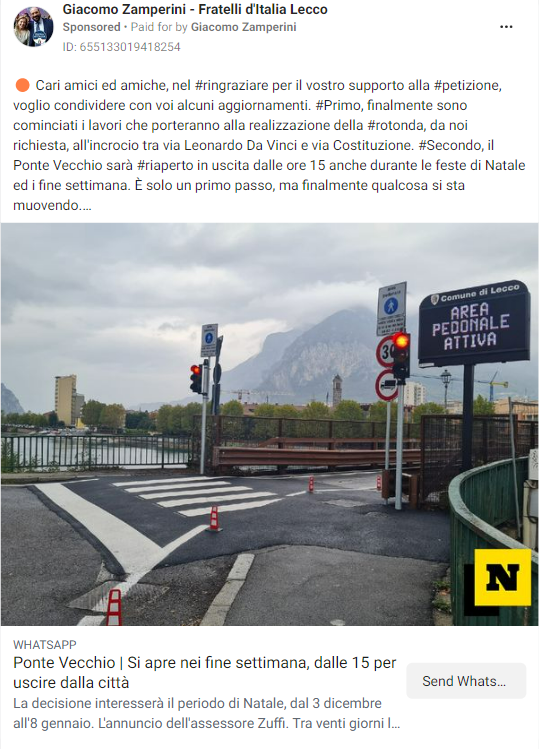 Giacomo Zamperini - Fratelli d'Italia Lecco
Sponsored • Paid for by Giacomo Zamperini
ID: 655133019418254
Cari amici ed amiche, nel #ringraziare per il vostro supporto alla #petizione,
voglio condividere con voi alcuni aggiornamenti. #Primo, finalmente sono
cominciati i lavori che porteranno alla realizzazione della #rotonda, da noi
richiesta, all'incrocio tra via Leonardo Da Vinci e via Costituzione. #Secondo, il
Ponte Vecchio sarà #riaperto in uscita dalle ore 15 anche durante le feste di Natale
ed i fine settimana. È solo un primo passo, ma finalmente qualcosa si sta
muovendo....
Comune di Lecco
AREA
PEDONALE
ATTIVA
30
N
WHATSAPP
Ponte Vecchio | Si apre nei fine settimana, dalle 15 per
uscire dalla città
Send Whats...
La decisione interesserà il periodo di Natale, dal 3 dicembre
all'8 gennaio. L'annuncio dell'assessore Zuffi. Tra venti giorni l...